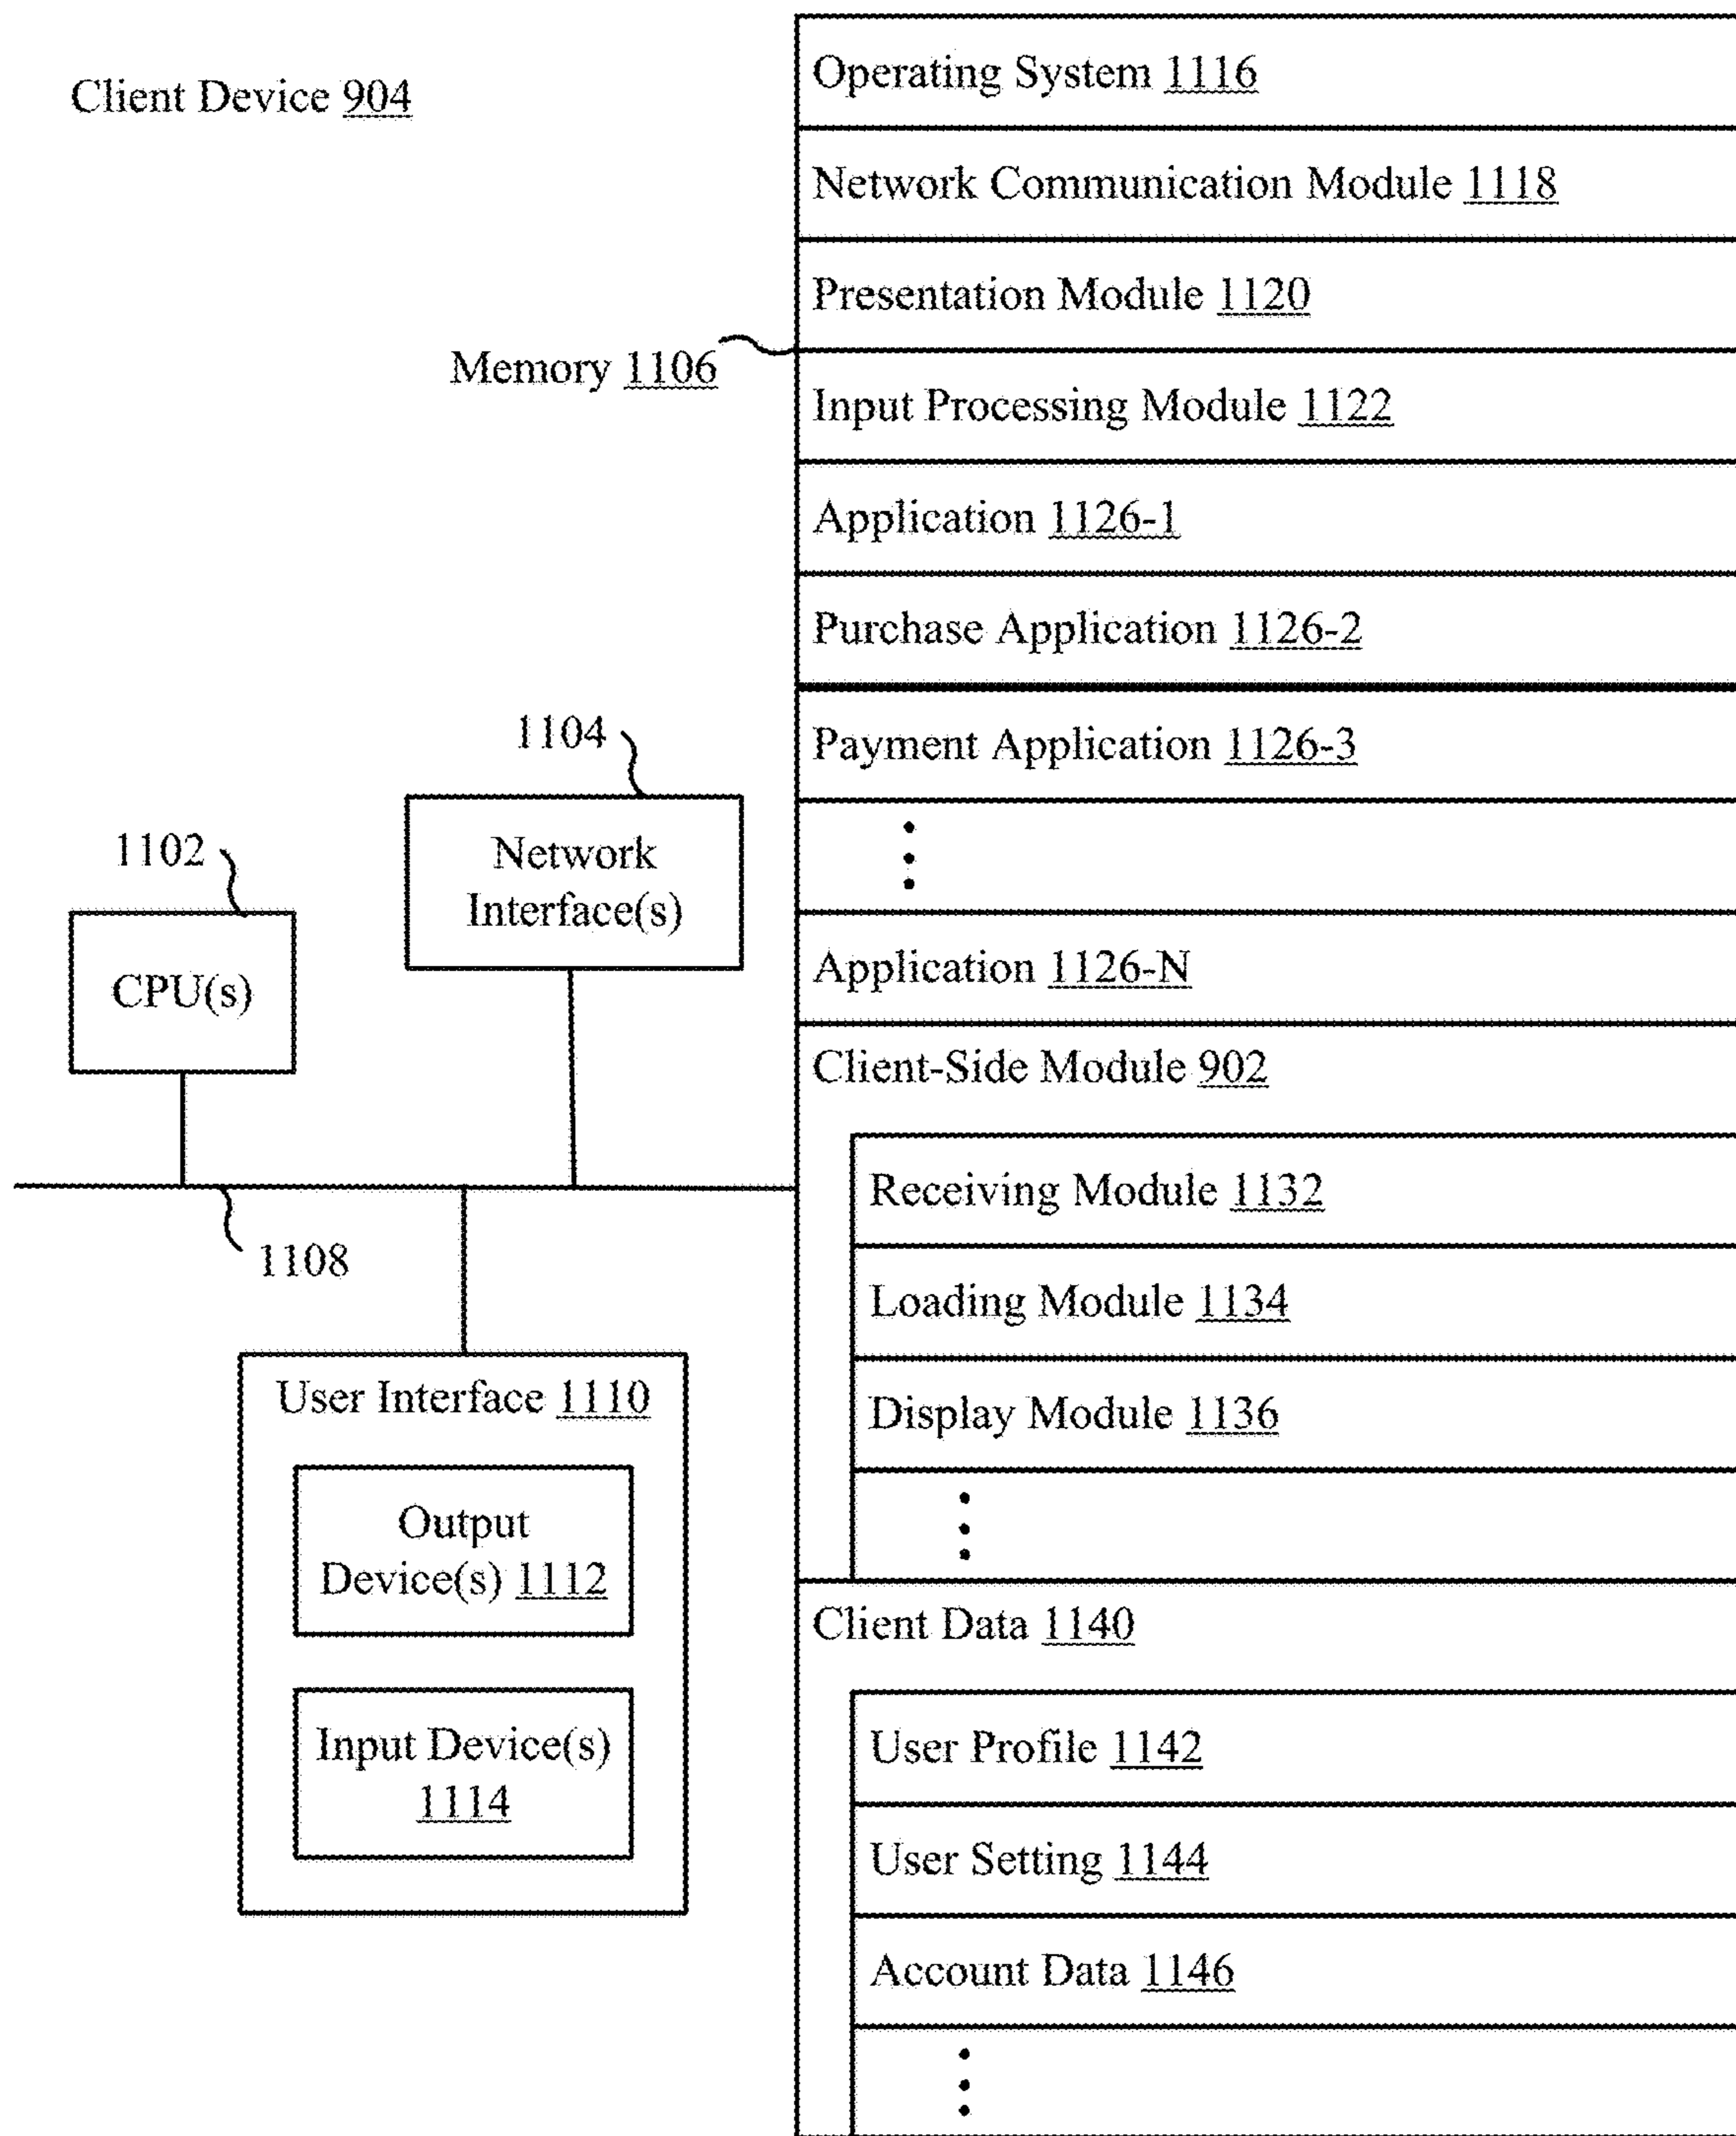 Client Device 904
Memory 1106
1104
Network
Interface(s)
1102
CPU(s)
1108
User Interface 1110
Output
Device(s) 1112
Input Device(s)
1114
Operating System 1116
Network Communication Module 1118
Presentation Module 1120
Input Processing Module 1122
Application 1126-1
Purchase Application 1126-2
Payment Application 1126-3
Application 1126-N
Client-Side Module 902
Receiving Module 1132
Loading Module 1134
Display Module 1136
Client Data 1140
User Profile 1142
User Setting 1144
Account Data 1146